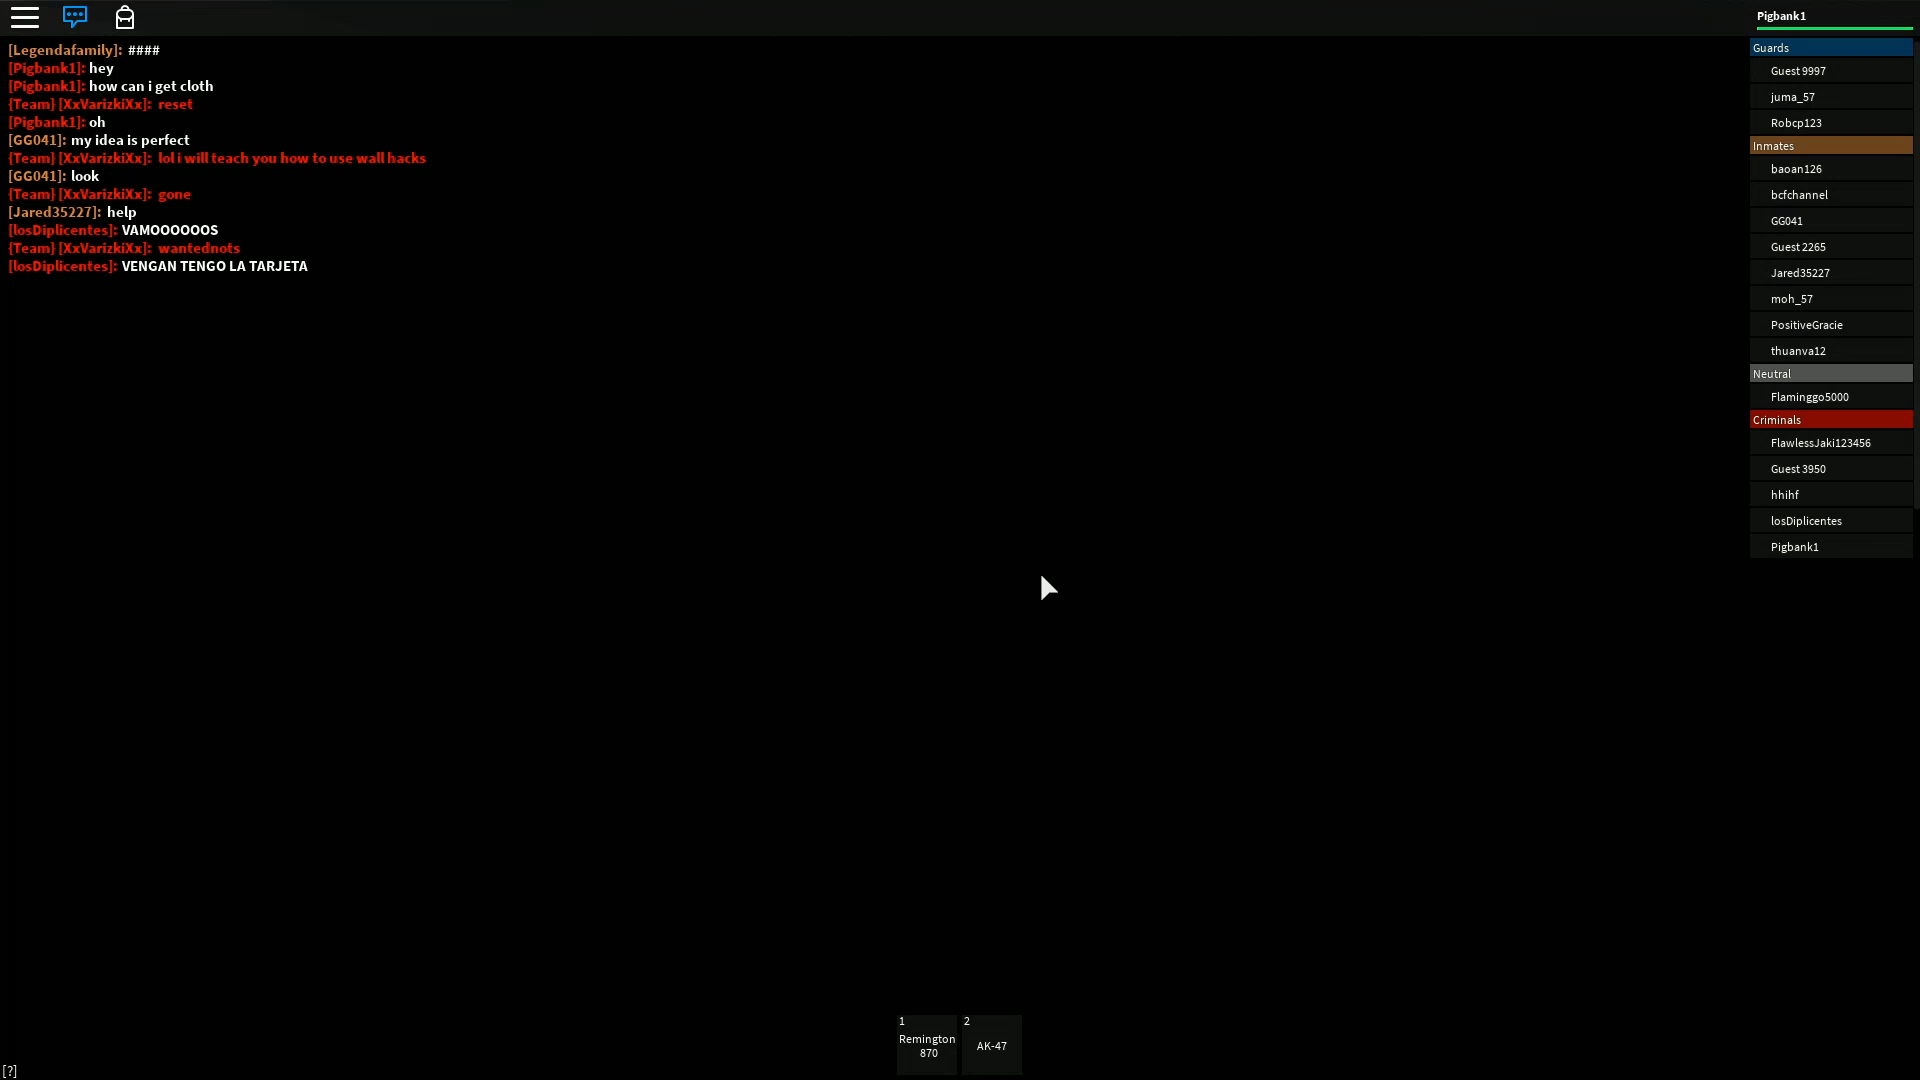 Pigbank1
[Legendafamily]: ####
[Pigbank1]: hey
[Pigbank1]: how can i get cloth
{Team} [XxVarizkiXx]: reset
[Pigbank1]: oh
[GG041]: my idea is perfect
{Team} [XxVarizkiXx]: lol i will teach you how to use wall hacks
[GG041]: look
{Team} [XxVarizkiXx]: gone
[Jared35227]: help
[losDiplicentes]: VAMOOOOOOS
{Team} [XxVarizkiXx]: wantednots
[losDiplicentes]: VENGAN TENGO LA TARJETA
Guards
Guest 9997
juma_57
Robcp123
Inmates
baoan126
bcfchannel
GG041
Guest 2265
Jared35227
moh_57
PositiveGracie
thuanva12
Neutral
Flaminggo5000
Criminals
FlawlessJaki123456
Guest 3950
hhihf
losDiplicentes
Pigbank1
1
Remington
870
2
AK-47
[?]